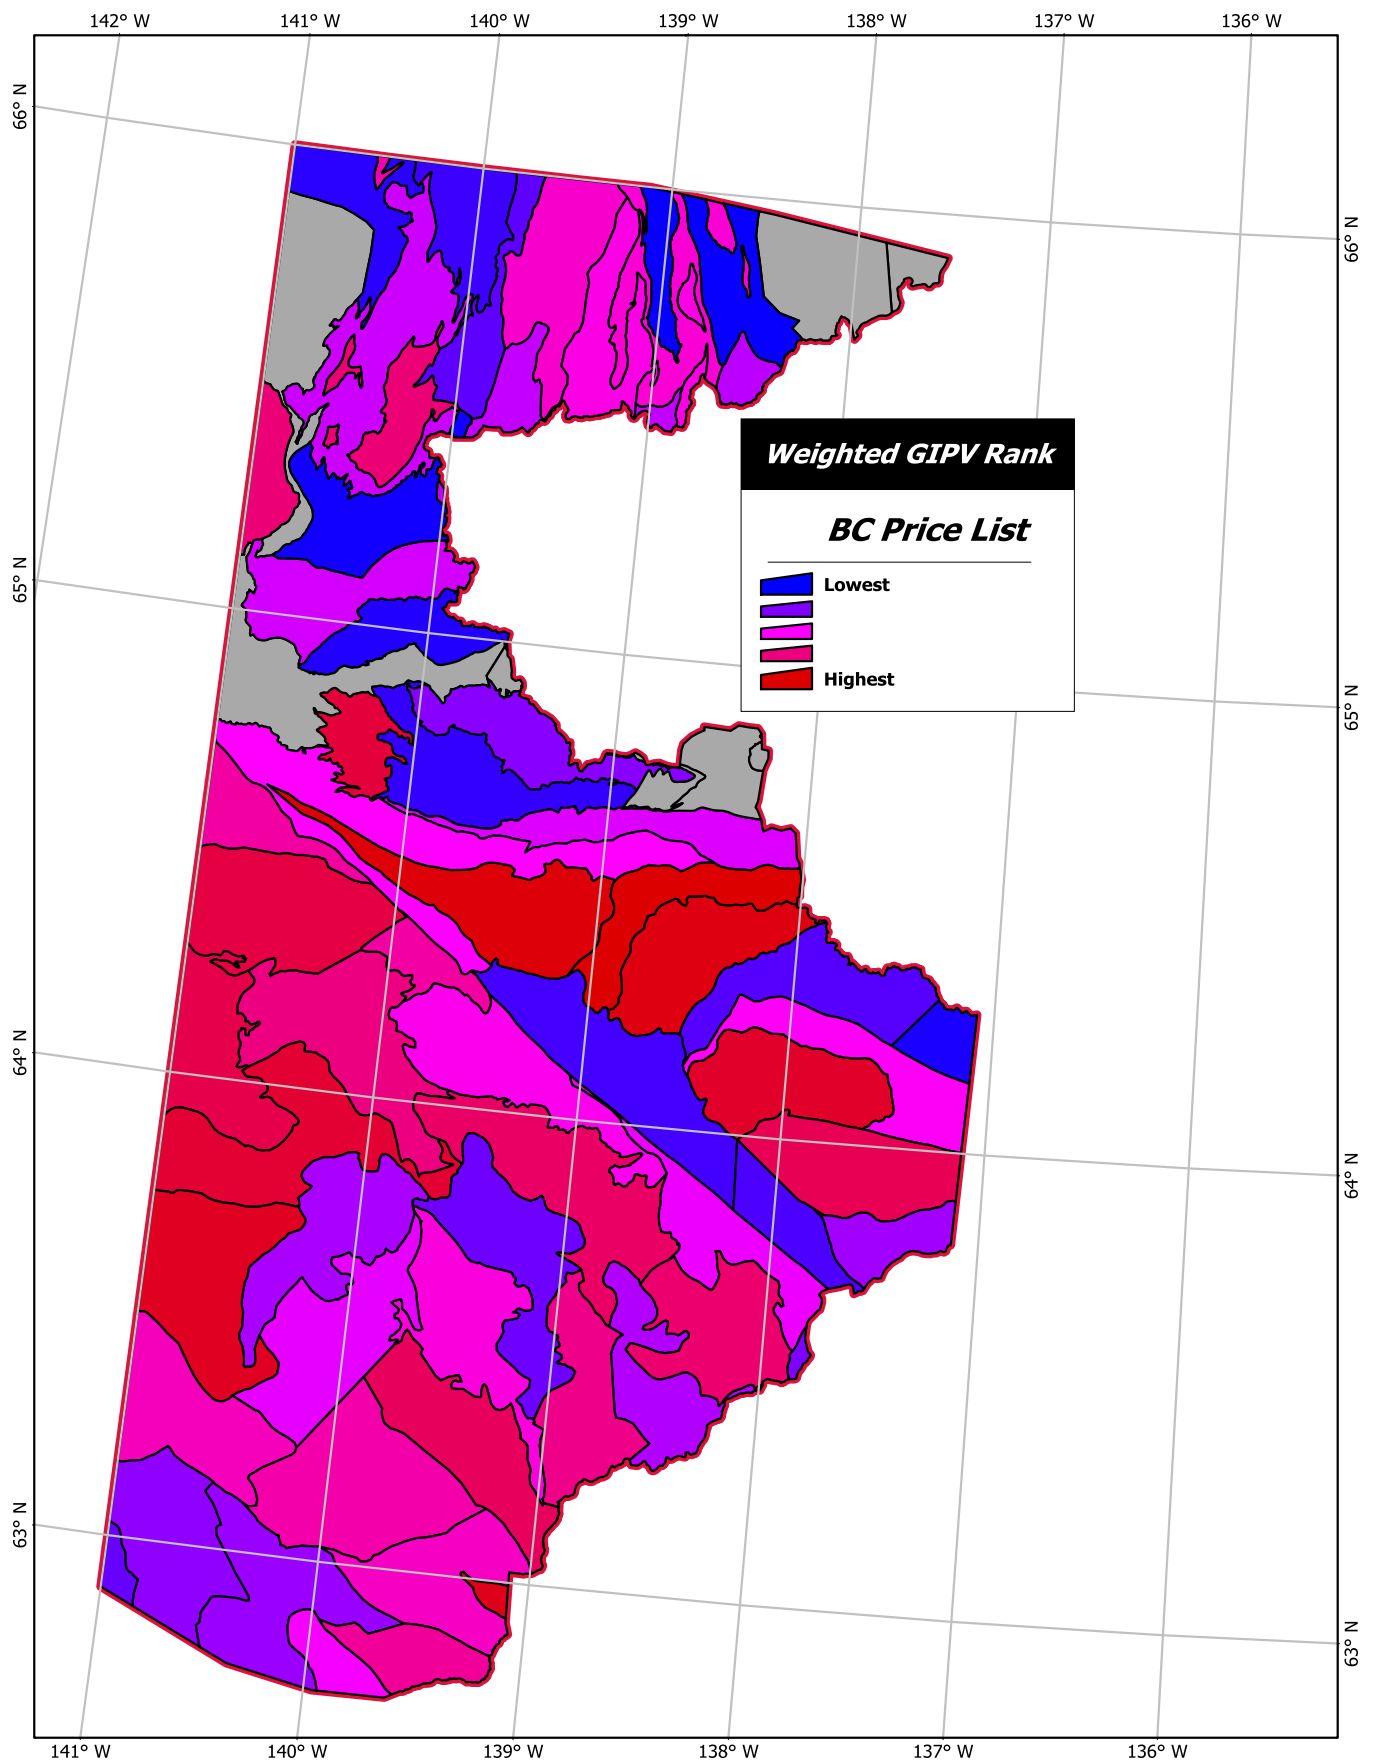 142° W 141° W 140° W 139° W 138° W 137° W 136° W
66° N
66° N
Weighted GIPV Rank
BC Price List
Lowest
Highest
65° N
65° N
64° N
64° N
63° N
63° N
141° W 140° W 139° W 138° W 137° W 136° W